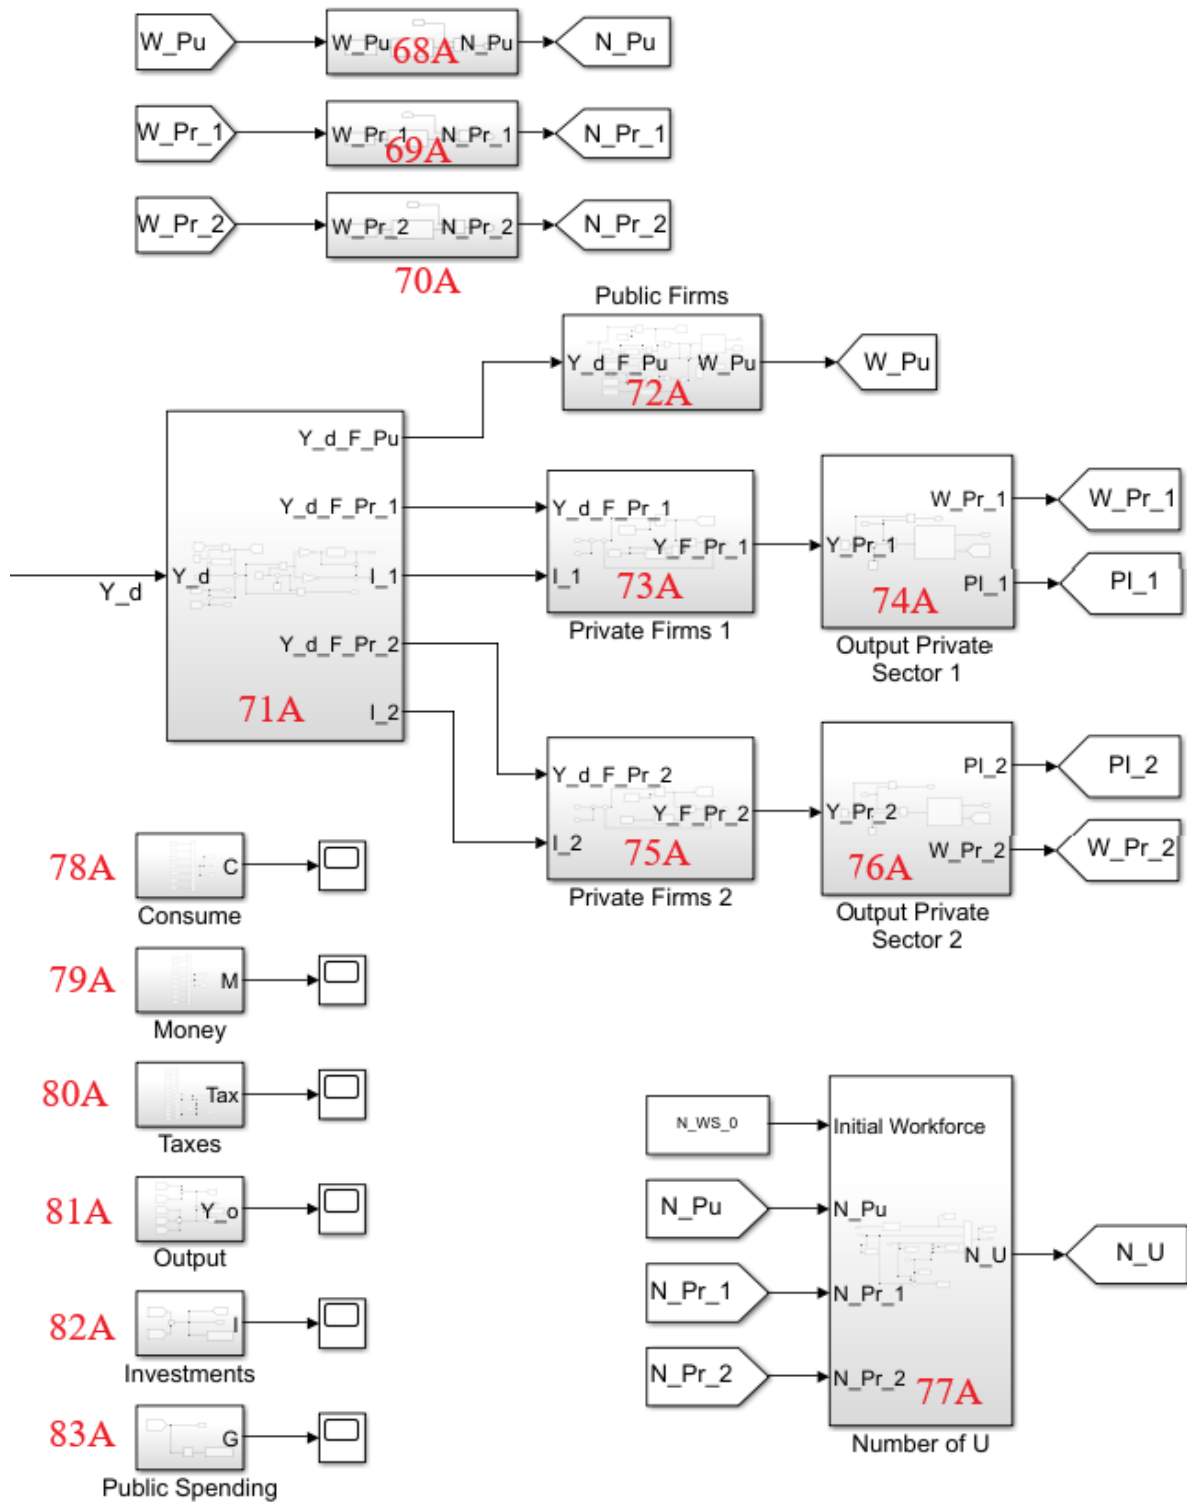 W_Pu
W_Pu
68A
N_Pu
N_Pu
W_Pr_1
W_Pr_1
69A
N_Pr_1
N_Pr_1
W_Pr_2
W_Pr_2
N_Pr_2
N_Pr_2
70A
Public Firms
Y_d_F_Pu
W_Pu
72A
W_Pu
Y_d
Y_d
Y_d_F_Pu
Y_d_F_Pr_1
I_1
Y_d_F_Pr_2
I_2
71A
Y_d_F_Pr_1
Y_F_Pr_1
I_1
73A
Private Firms 1
Y_Pr_1
W_Pr_1
PI_1
74A
Output Private
Sector 1
W_Pr_1
PI_1
Y_d_F_Pr_2
Y_F_Pr_2
I_2
75A
Private Firms 2
PI_2
Y_Pr_2
W_Pr_2
76A
Output Private
Sector 2
PI_2
W_Pr_2
78A
C
Consume
79A
M
Money
80A
Tax
Taxes
81A
Y_o
Output
82A
I
Investments
83A
G
Public Spending
N_WS_0
Initial Workforce
N_Pu
N_Pu
N_U
N_U
N_Pr_1
N_Pr_1
N_Pr_2
N_Pr_2
77A
Number of U